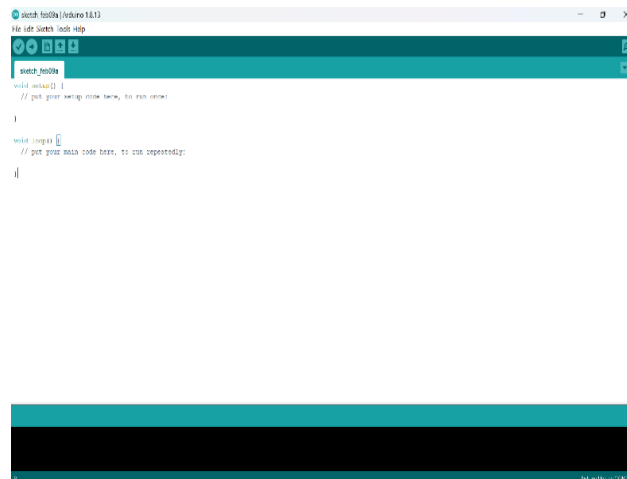 sketch_feb09a | Arduino 1.8.13
File Edit Sketch Tools Help
sketch_feb09a
void setup() {
// put your setup code here, to run once:
}
void loop() {
// put your main code here, to run repeatedly:
}